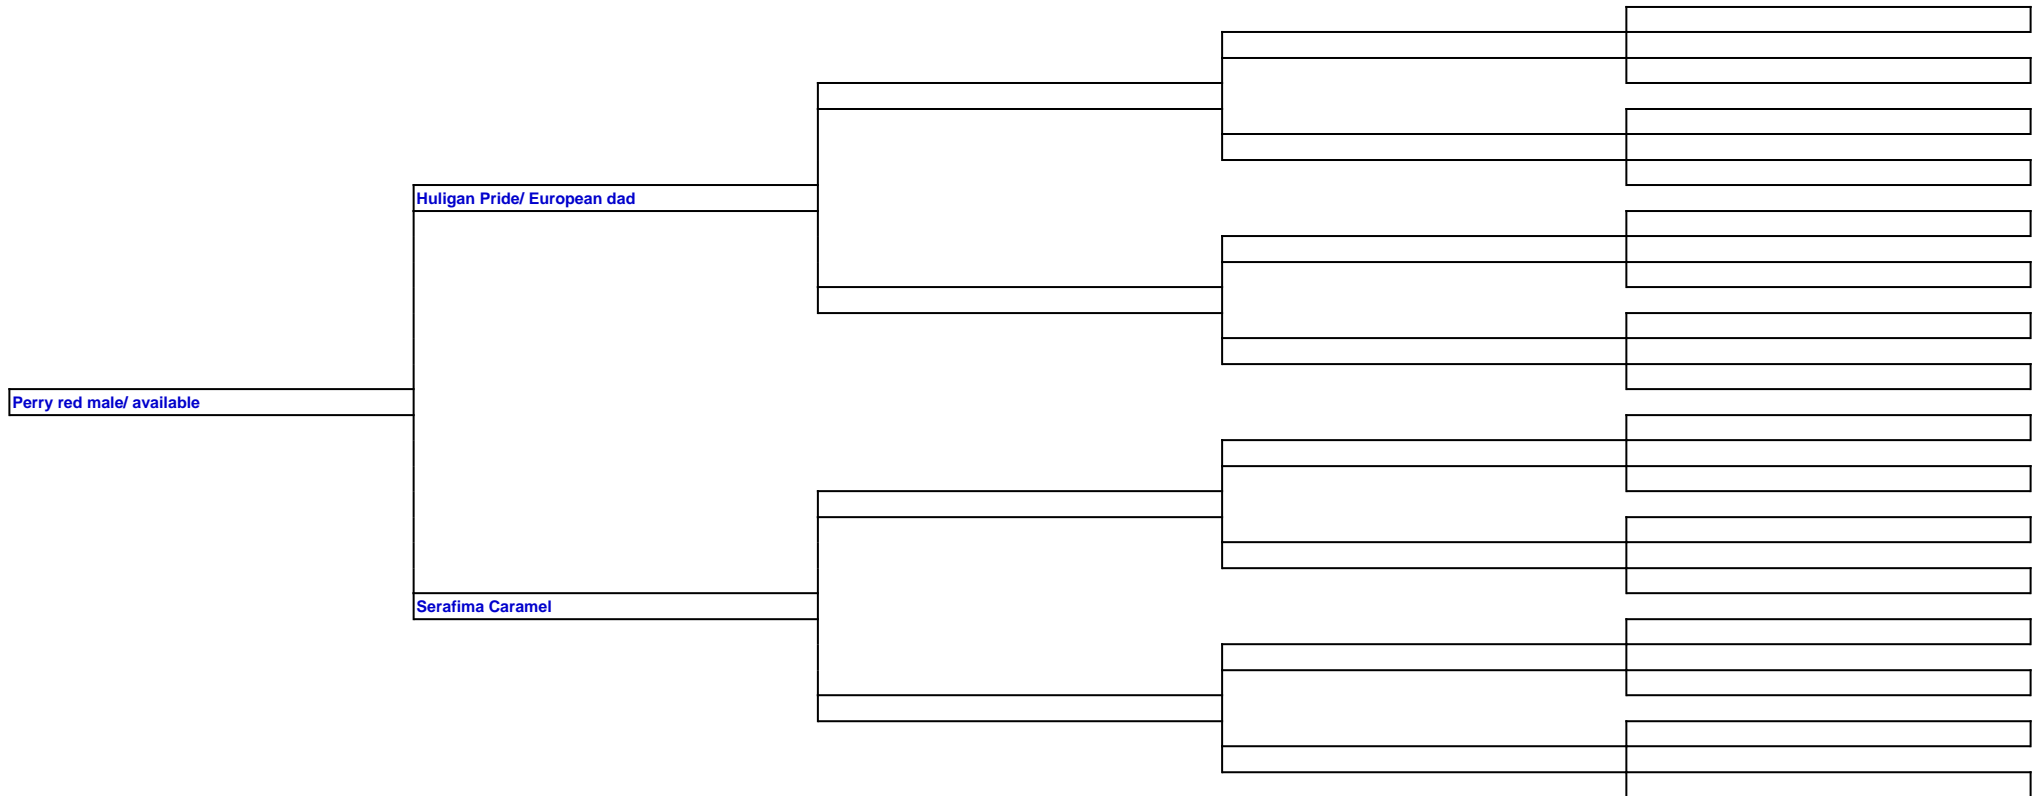 Huligan Pride/ European dad
Perry red male/ available
Serafima Caramel